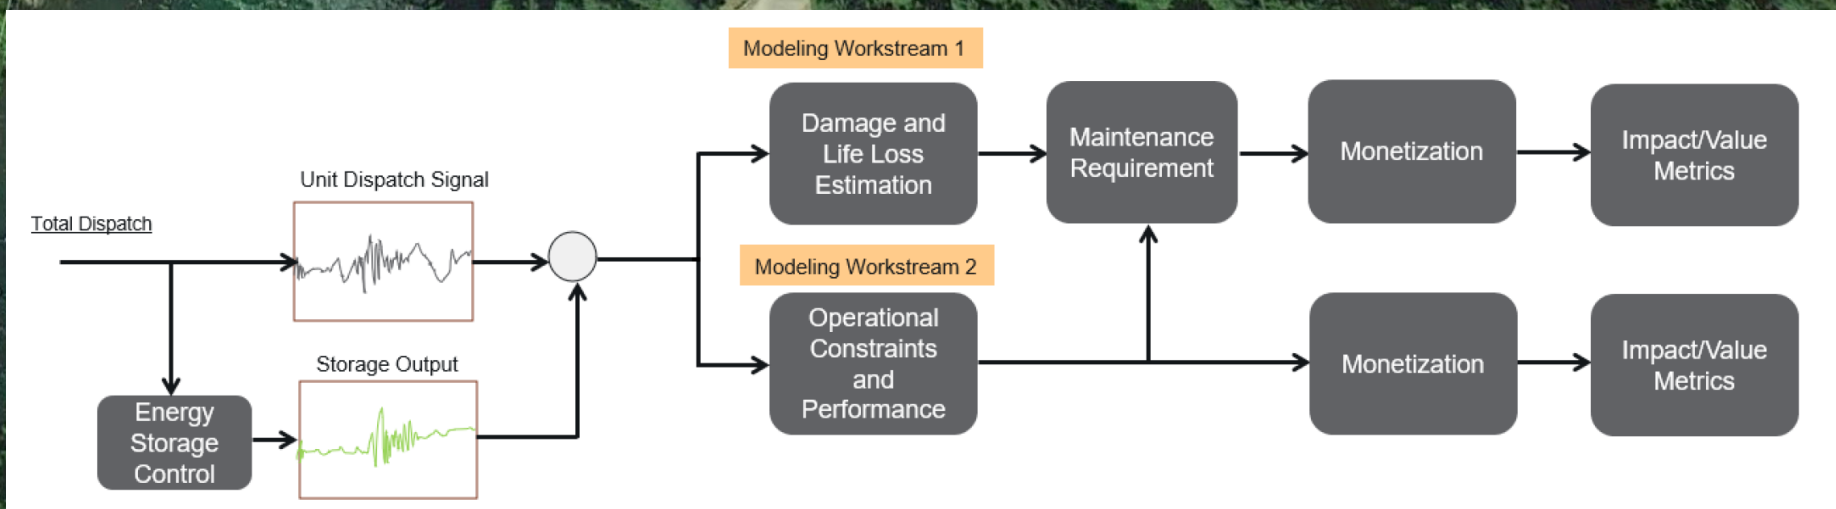 Modeling Workstream 1
Damage and
Life Loss
Estimation
Maintenance
Requirement
Monetization
Impact/Value
Metrics
Unit Dispatch Signal
Total Dispatch
Modeling Workstream 2
Operational
Constraints
and
Performance
Monetization
Impact/Value
Metrics
Storage Output
Energy
Storage
Control